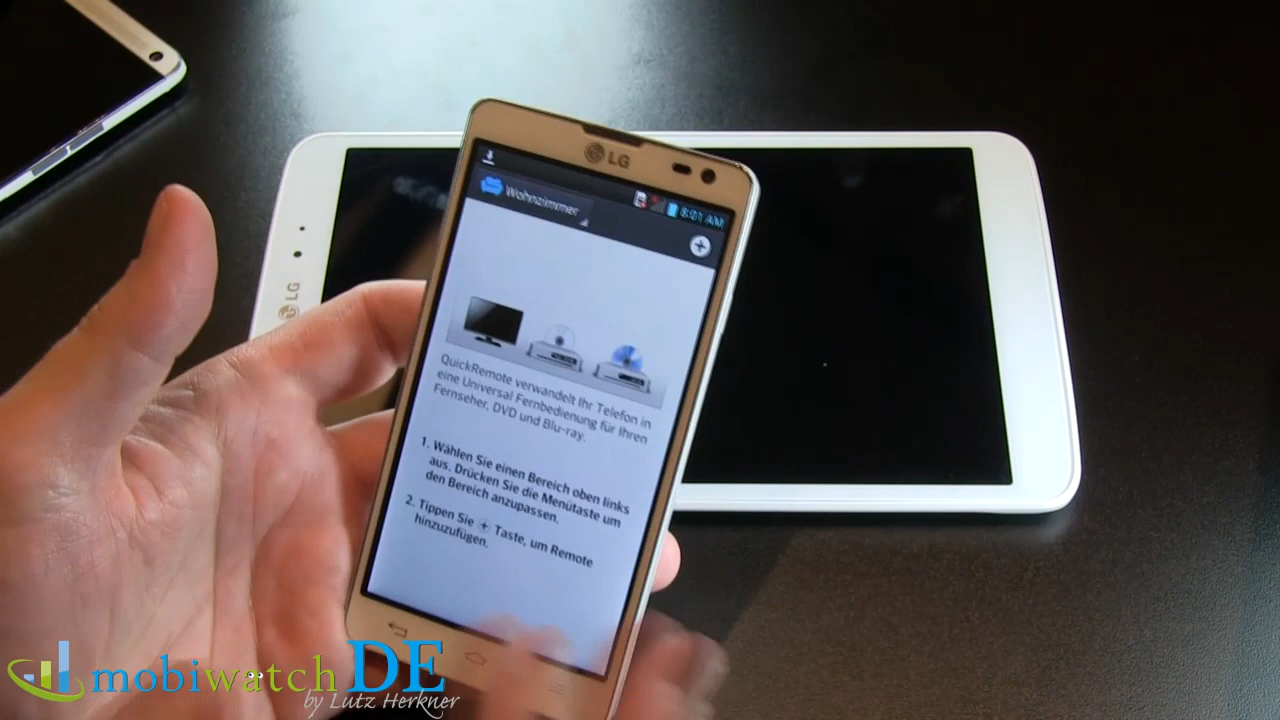 LG
Wohnzimmer
8:01 AM
LG
QuickRemote verwandelt Ihr Telefon in
eine Universal Fernbedienung für Ihren
Fernseher, DVD und Blu-ray.
1. Wählen Sie einen Bereich oben links
aus. Drücken Sie die Menütaste um
den Bereich anzupassen.
2. Tippen Sie + Taste, um Remote
hinzuzufügen.
mobiwatch DE
by Lutz Herkner